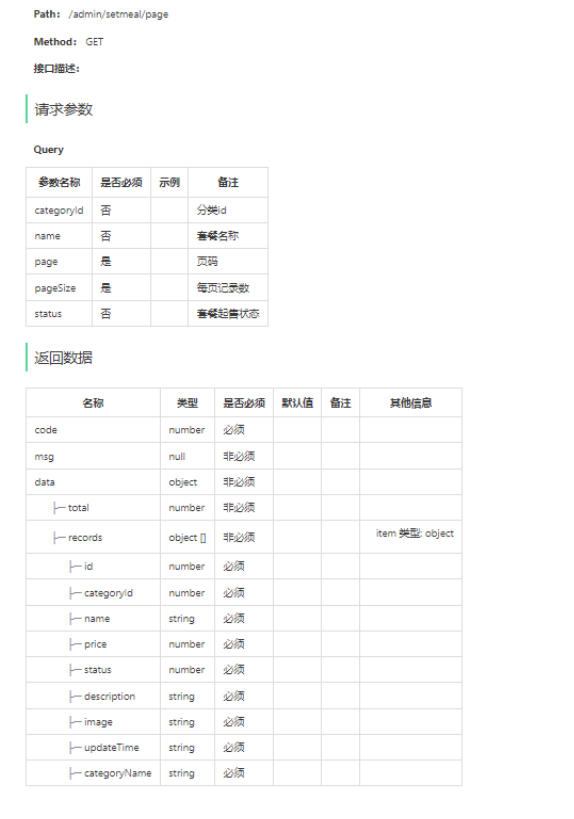 Path: /admin/setmeal/page
Method: GET
接口描述:
请求参数
Query
参数名称 是否必须 示例 备注
categoryId 否 分类id
name 否 套餐名称
page 是 页码
pageSize 是 每页记录数
status 否 套餐起售状态
返回数据
名称 类型 是否必须 默认值 备注 其他信息
code number 必须
msg null 非必须
data object 非必须
├─ total number 非必须
├─ records object [] 非必须 item 类型: object
├─ id number 必须
├─ categoryId number 必须
├─ name string 必须
├─ price number 必须
├─ status number 必须
├─ description string 必须
├─ image string 必须
├─ updateTime string 必须
├─ categoryName string 必须